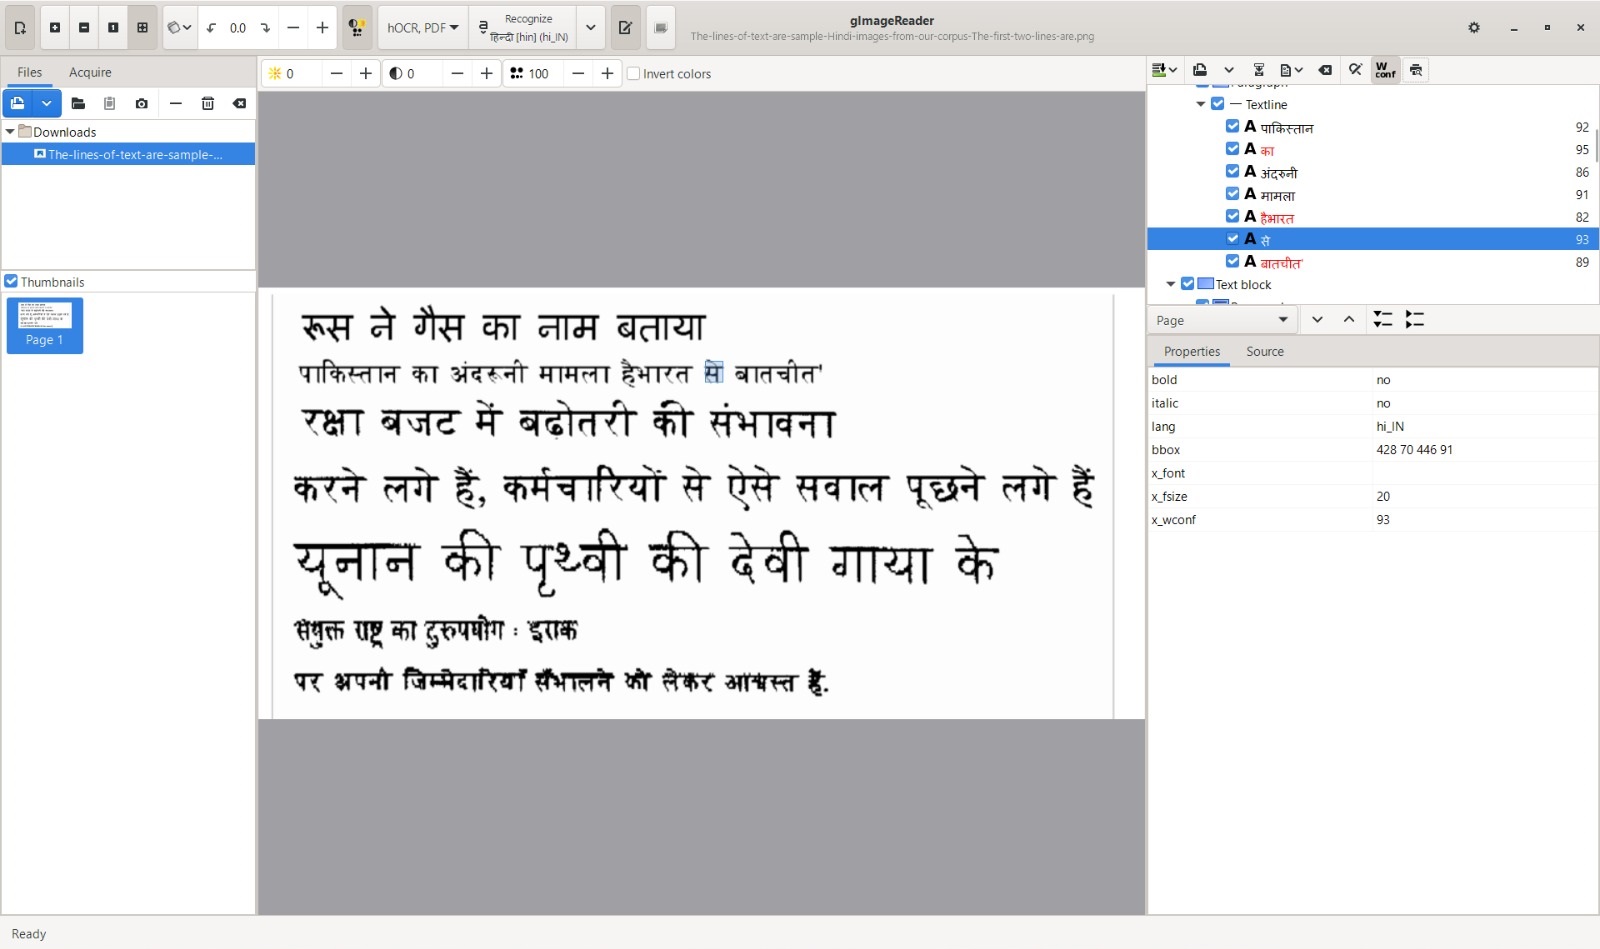 gImageReader
The-lines-of-text-are-sample-Hindi-images-from-our-corpus-The-first-two-lines-are.png
0.0
hOCR, PDF
Recognize
हिन्दी [hin] (hi_IN)
Files
Acquire
Downloads
The-lines-of-text-are-sample-...
Thumbnails
Page 1
0
0
100
Invert colors
रूस ने गैस का नाम बताया
पाकिस्तान का अंदरूनी मामला हैभारत से बातचीत'
रक्षा बजट में बढोतरी की संभावना
करने लगे हैं, कर्मचारियों से ऐसे सवाल पूछने लगे हैं
यूनान की पृथ्वी की देवी गाया के
संयुक्त राष्ट्र का दुरुपयोग : इराक
पर अपनी जिम्मेदारियाँ सँभालने को लेकर आश्वस्त हैं.
W conf
Textline
पाकिस्तान 92
का 95
अंदरुनी 86
मामला 91
हैभारत 82
से 93
बातचीत' 89
Text block
Page
Properties
Source
bold no
italic no
lang hi_IN
bbox 428 70 446 91
x_font
x_fsize 20
x_wconf 93
Ready